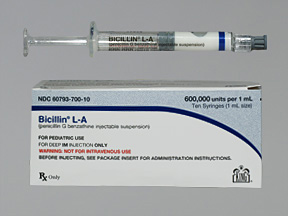 Bicillin® L-A
(penicillin G benzathine injectable suspension)
NDC 60793-700-10
600,000 units per 1 mL
Ten Syringes (1 mL size)
Bicillin® L-A
(penicillin G benzathine injectable suspension)
FOR PEDIATRIC USE
FOR DEEP IM INJECTION ONLY
WARNING: NOT FOR INTRAVENOUS USE
BEFORE INJECTING, SEE PACKAGE INSERT FOR ADMINISTRATION INSTRUCTIONS.
Rx Only
KING